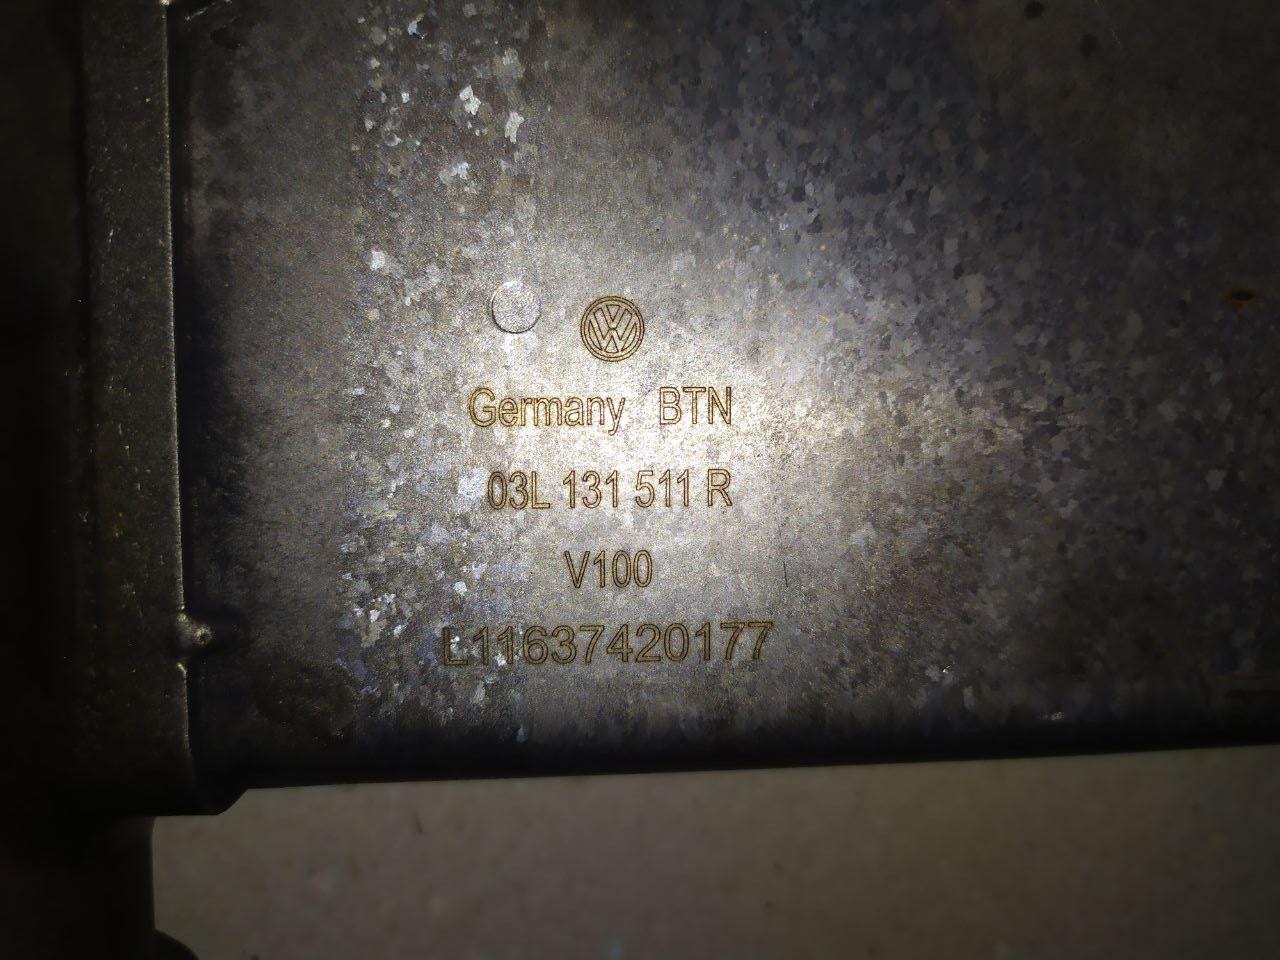 Germany BTN
03L 131 511 R
V100
L11637420177